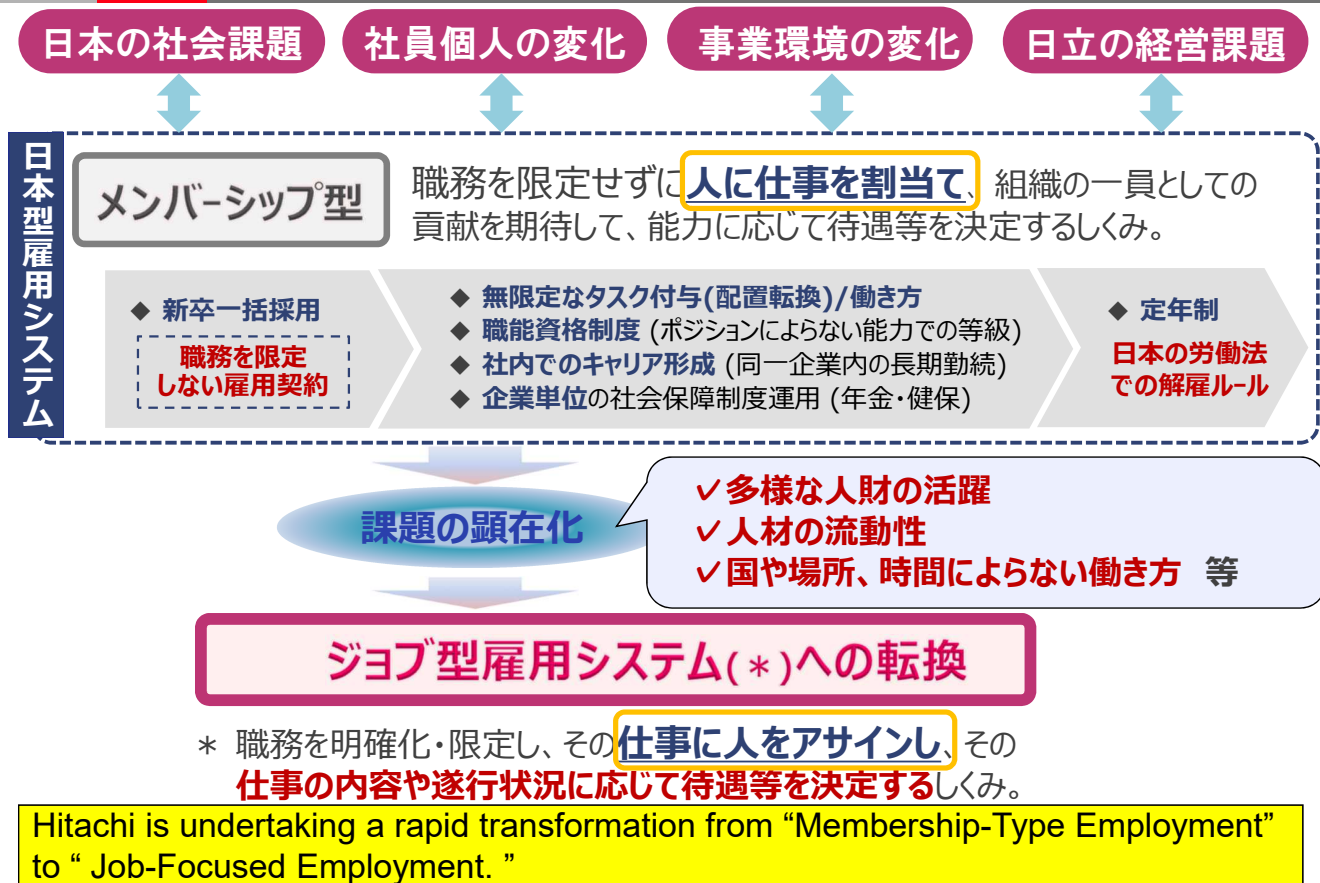 日本の社会課題
社員個人の変化
事業環境の変化
日立の経営課題
日本型雇用システム
メンバーシップ型
職務を限定せずに人に仕事を割当て、組織の一員としての
貢献を期待して、能力に応じて待遇等を決定するしくみ。
◆ 新卒一括採用
職務を限定
しない雇用契約
◆ 無限定なタスク付与(配置転換)/働き方
◆ 職能資格制度 (ポジションによらない能力での等級)
◆ 社内でのキャリア形成 (同一企業内の長期勤続)
◆ 企業単位の社会保障制度運用 (年金・健保)
◆ 定年制
日本の労働法
での解雇ルール
課題の顕在化
✓多様な人財の活躍
✓人材の流動性
✓国や場所、時間によらない働き方 等
ジョブ型雇用システム(*)への転換
* 職務を明確化・限定し、その仕事に人をアサインし、その
仕事の内容や遂行状況に応じて待遇等を決定するしくみ。
Hitachi is undertaking a rapid transformation from “Membership-Type Employment”
to “ Job-Focused Employment. ”